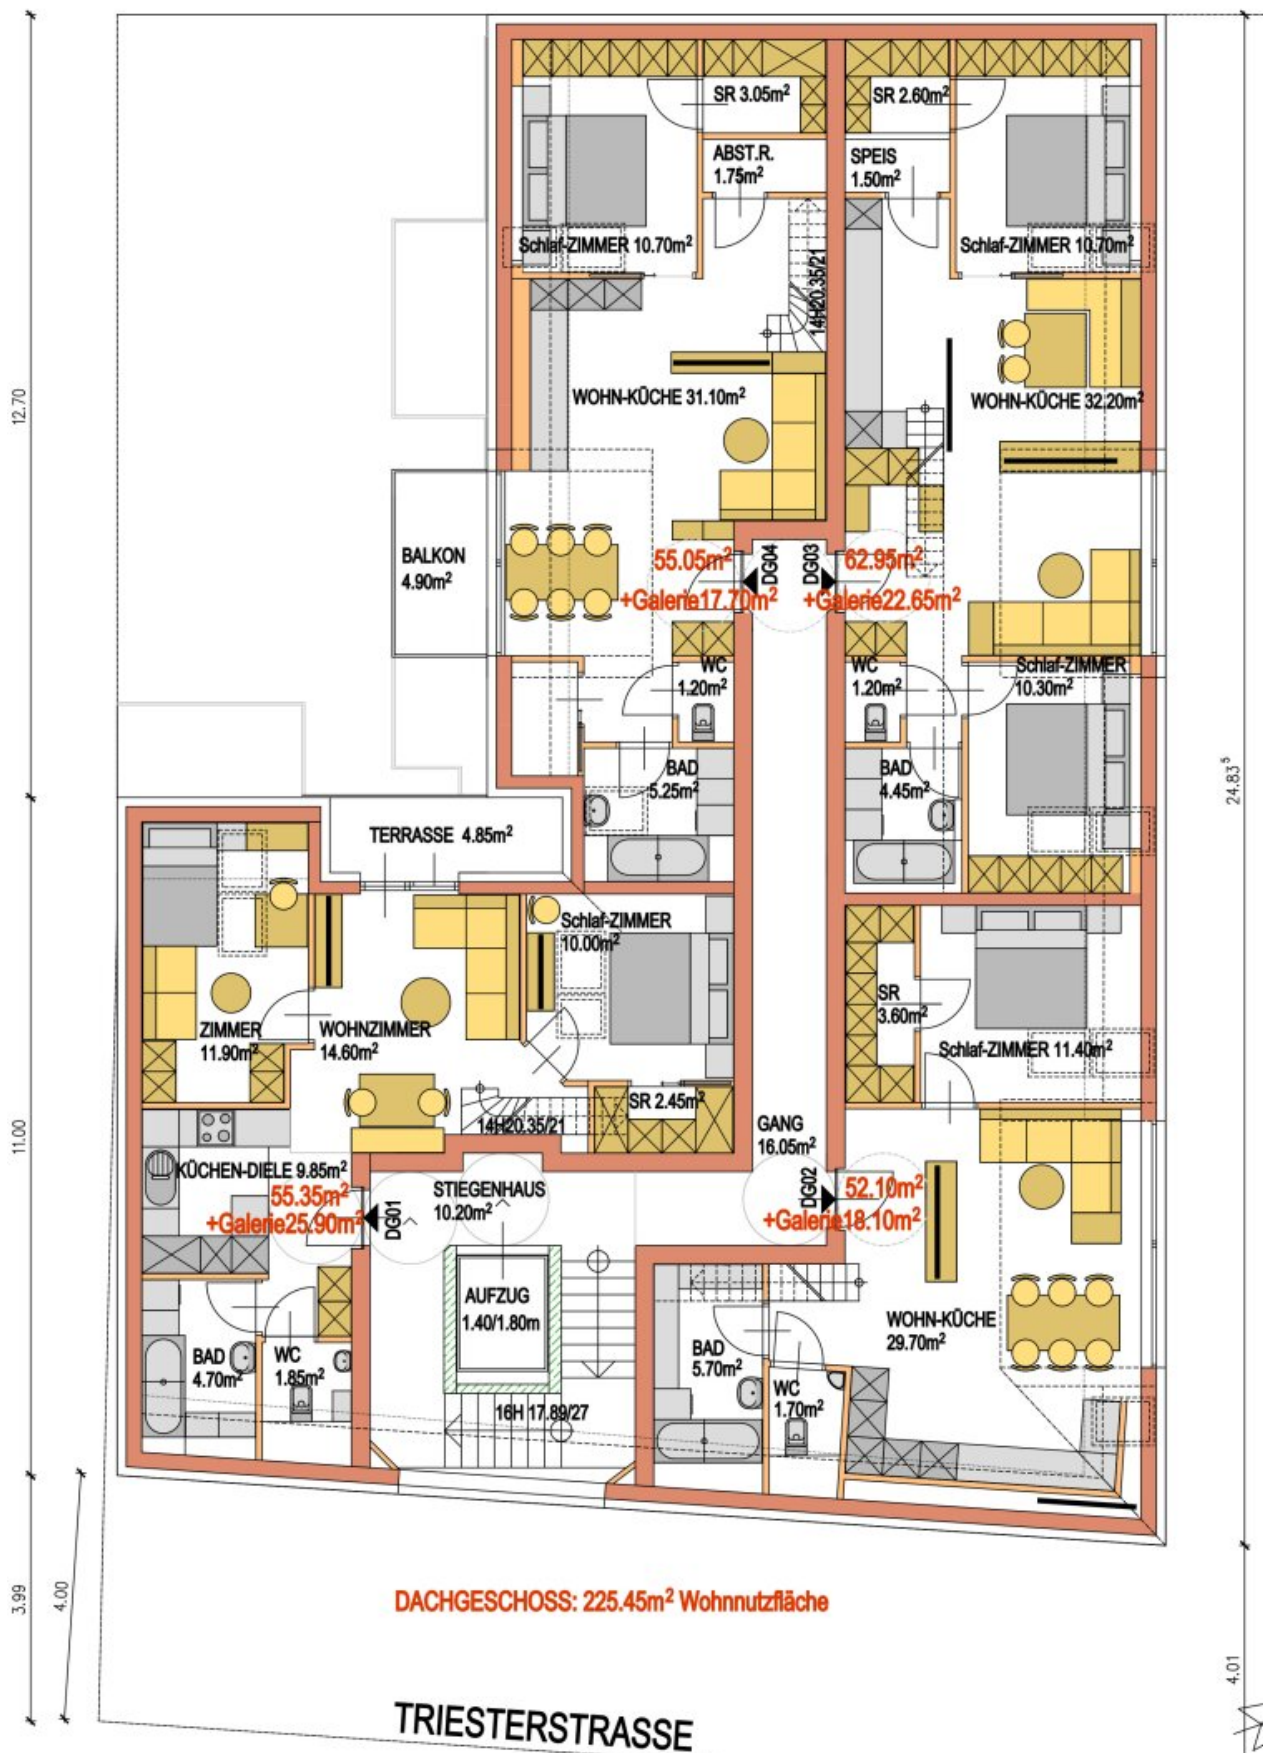 SR 3.05m²
SR 2.60m²
ABST.R.
1.75m²
SPEIS
1.50m²
Schlaf-ZIMMER 10.70m²
Schlaf-ZIMMER 10.70m²
14H20.35/21
12.70
WOHN-KÜCHE 31.10m²
WOHN-KÜCHE 32.20m²
BALKON
4.90m²
55.05m²
+Galerie17.70m²
DG04
DG03
62.95m²
+Galerie22.65m²
WC
1.20m²
WC
1.20m²
Schlaf-ZIMMER
10.30m²
BAD
5.25m²
BAD
4.45m²
24.83⁵
TERRASSE 4.85m²
Schlaf-ZIMMER
10.00m²
ZIMMER
11.90m²
WOHNZIMMER
14.60m²
SR
3.60m²
Schlaf-ZIMMER 11.40m²
SR 2.45m²
14H20.35/21
11.00
GANG
16.05m²
KÜCHEN-DIELE 9.85m²
55.35m²
+Galerie25.90m²
DG01
STIEGENHAUS
10.20m²
DG02
52.10m²
+Galerie18.10m²
AUFZUG
1.40/1.80m
WOHN-KÜCHE
29.70m²
BAD
4.70m²
WC
1.85m²
BAD
5.70m²
WC
1.70m²
16H 17.89/27
3.99
4.00
DACHGESCHOSS: 225.45m² Wohnnutzfläche
4.01
TRIESTERSTRASSE